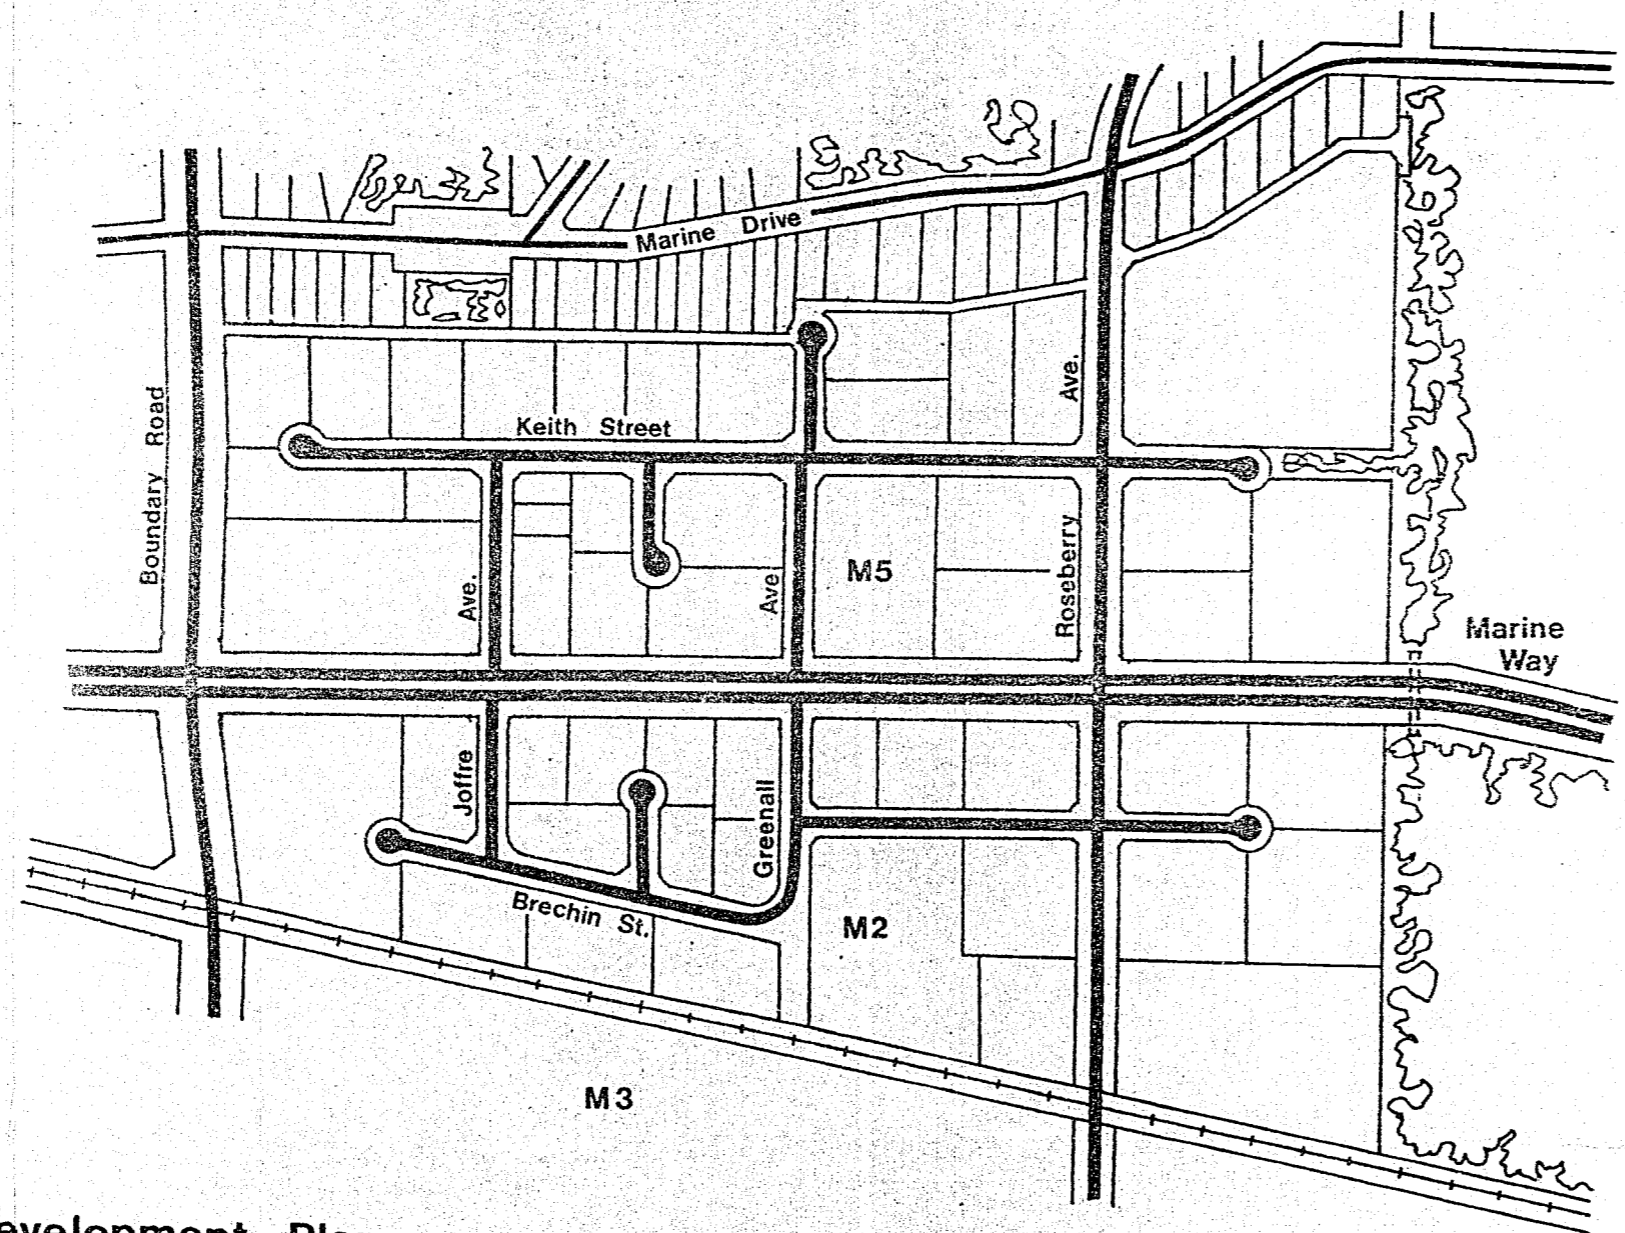 Marine Drive
Boundary Road
Keith Street
Ave.
Ave.
Ave
M5
Roseberry
Marine
Way
Joffre
Greenall
Brechin St.
M2
M3